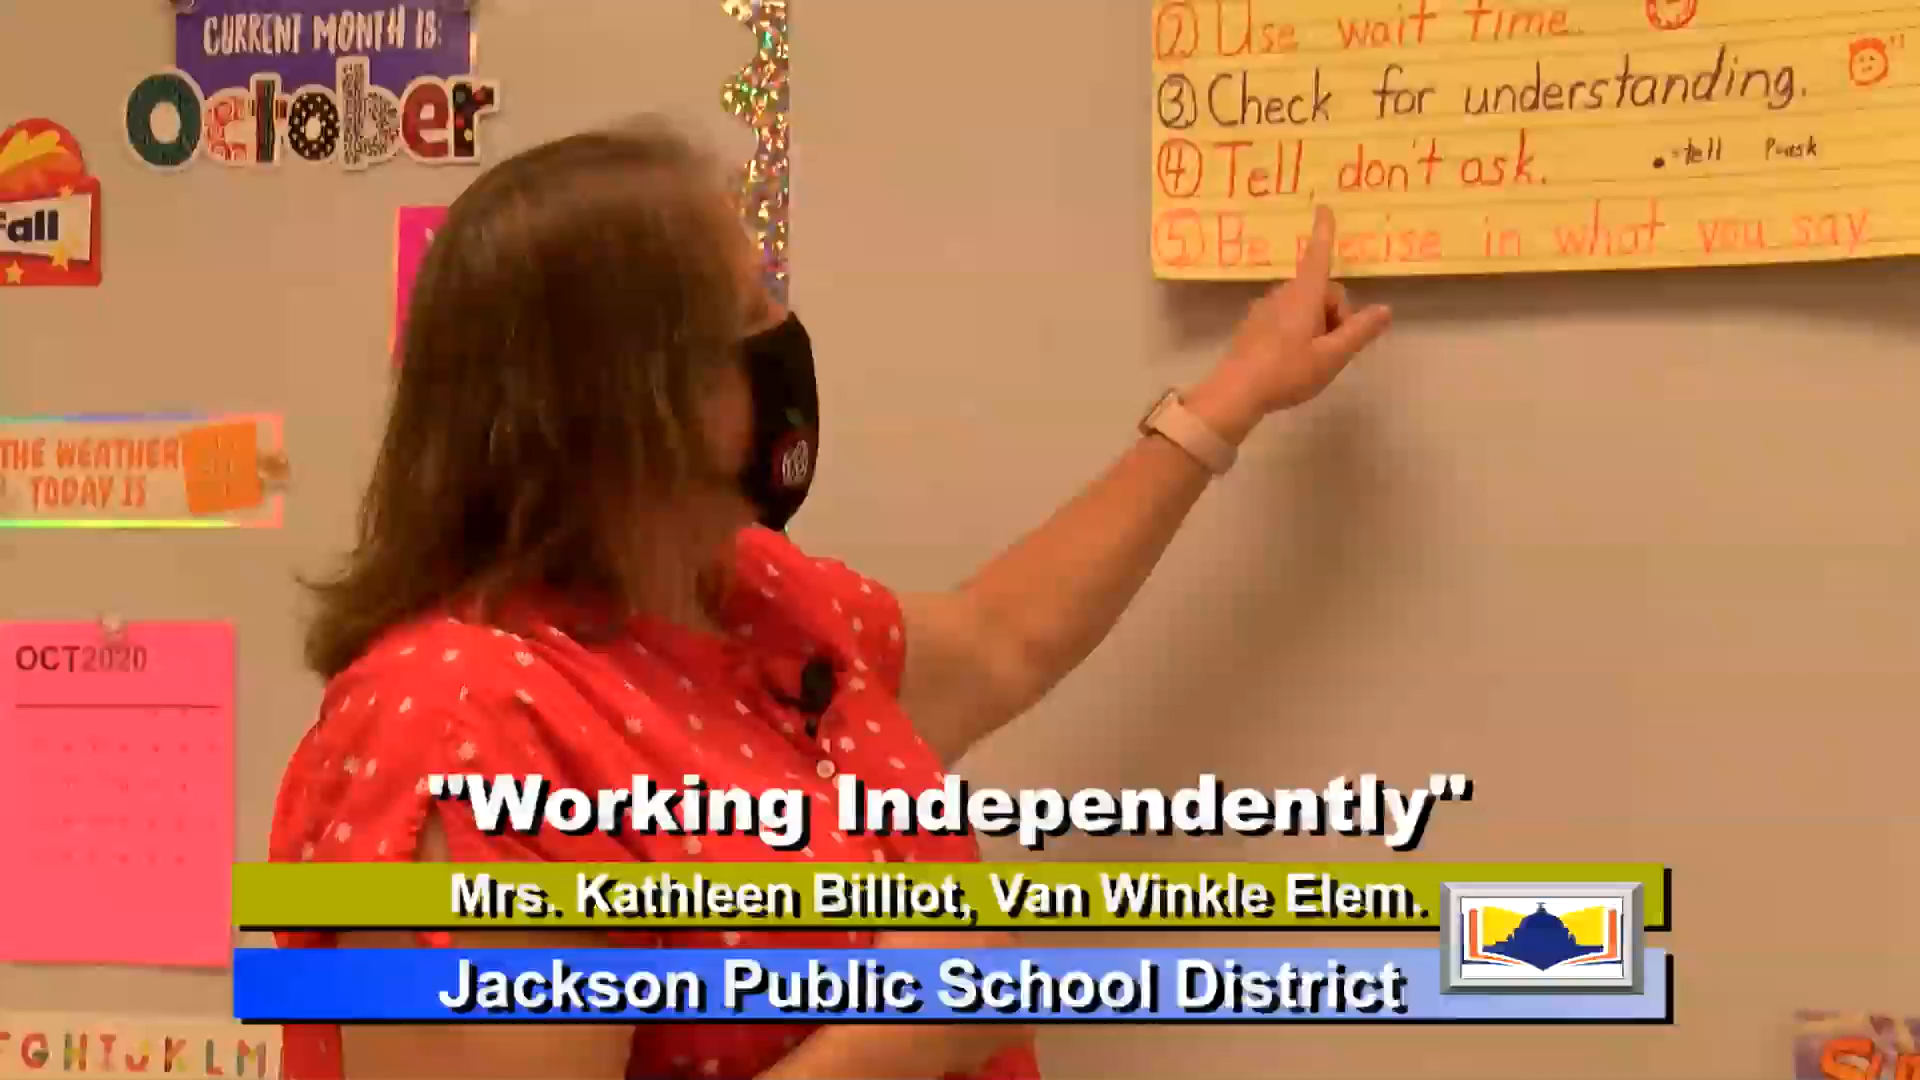 CURRENT MONTH IS:
October
fall
THE WEATHER
TODAY IS
OCT2020
FGHIJKLM
② Use wait time.
③ Check for understanding.
④ Tell, don't ask. . = tell
⑤ Be precise in what you say
"Working Independently"
Mrs. Kathleen Billiot, Van Winkle Elem.
Jackson Public School District